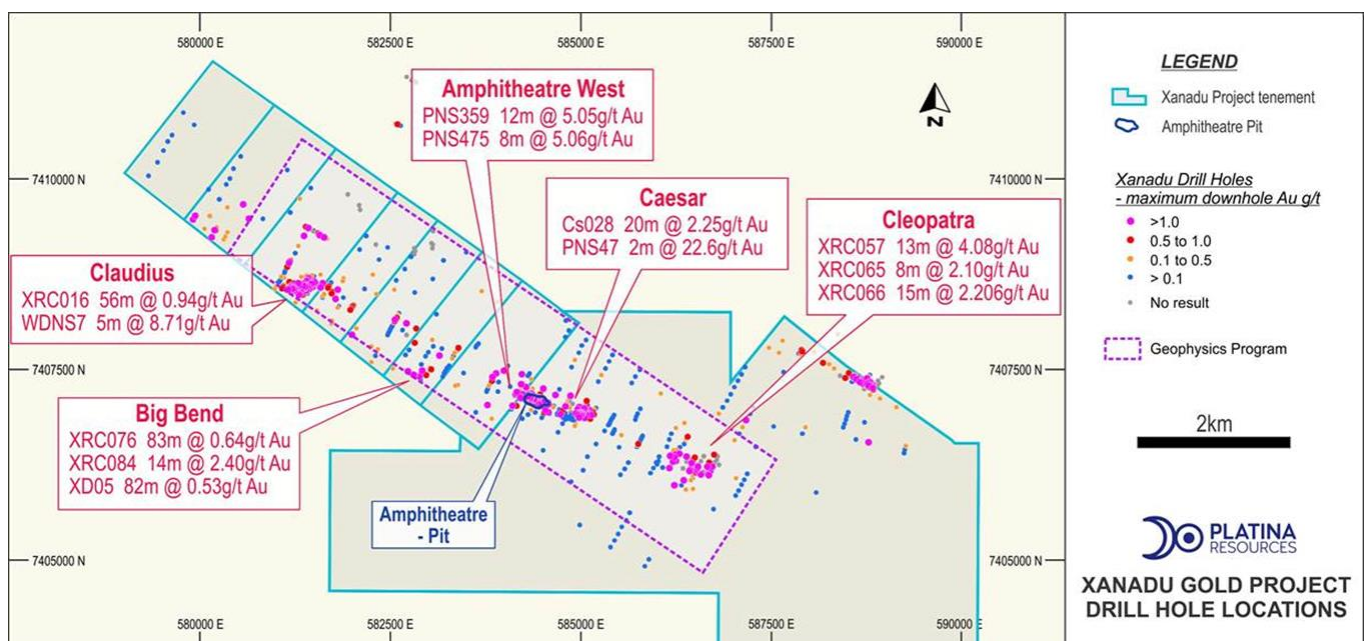 580000 E
582500 E
585000 E
587500 E
590000 E
7410000 N
7407500 N
7405000 N
Amphitheatre West
PNS359 12m @ 5.05g/t Au
PNS475 8m @ 5.06g/t Au
Caesar
Cs028 20m @ 2.25g/t Au
PNS47 2m @ 22.6g/t Au
Cleopatra
XRC057 13m @ 4.08g/t Au
XRC065 8m @ 2.10g/t Au
XRC066 15m @ 2.206g/t Au
Claudius
XRC016 56m @ 0.94g/t Au
WDNS7 5m @ 8.71g/t Au
Big Bend
XRC076 83m @ 0.64g/t Au
XRC084 14m @ 2.40g/t Au
XD05 82m @ 0.53g/t Au
Amphitheatre
- Pit
N
7410000 N
7407500 N
7405000 N
580000 E
582500 E
585000 E
587500 E
590000 E
LEGEND
Xanadu Project tenement
Amphitheatre Pit
Xanadu Drill Holes
- maximum downhole Au g/t
>1.0
0.5 to 1.0
0.1 to 0.5
> 0.1
No result
Geophysics Program
2km
PLATINA
RESOURCES
XANADU GOLD PROJECT
DRILL HOLE LOCATIONS